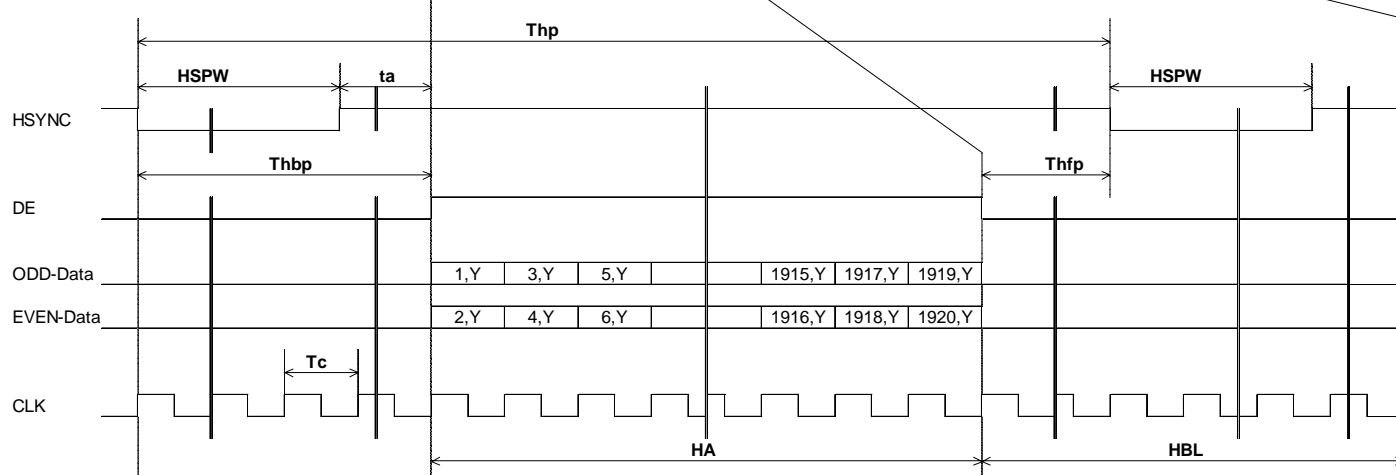 Thp
HSPW ta HSPW
HSYNC
Thbp Thfp
DE
ODD-Data 1,Y 3,Y 5,Y 1915,Y 1917,Y 1919,Y
EVEN-Data 2,Y 4,Y 6,Y 1916,Y 1918,Y 1920,Y
Tc
CLK
HA HBL